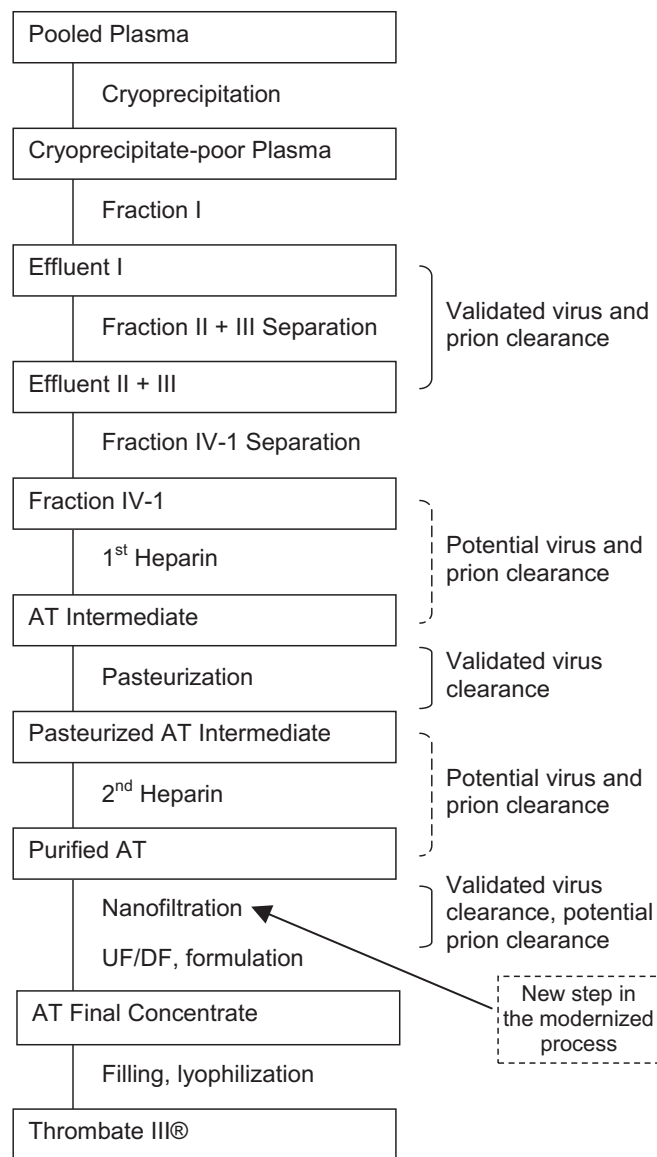 Pooled Plasma
Cryoprecipitation
Cryoprecipitate-poor Plasma
Fraction I
Effluent I
Fraction II + III Separation
Validated virus and
prion clearance
Effluent II + III
Fraction IV-1 Separation
Fraction IV-1
1st Heparin
Potential virus and
prion clearance
AT Intermediate
Pasteurization
Validated virus
clearance
Pasteurized AT Intermediate
2nd Heparin
Potential virus and
prion clearance
Purified AT
Nanofiltration
UF/DF, formulation
Validated virus
clearance, potential
prion clearance
New step in
the modernized
process
AT Final Concentrate
Filling, lyophilization
Thrombate III®